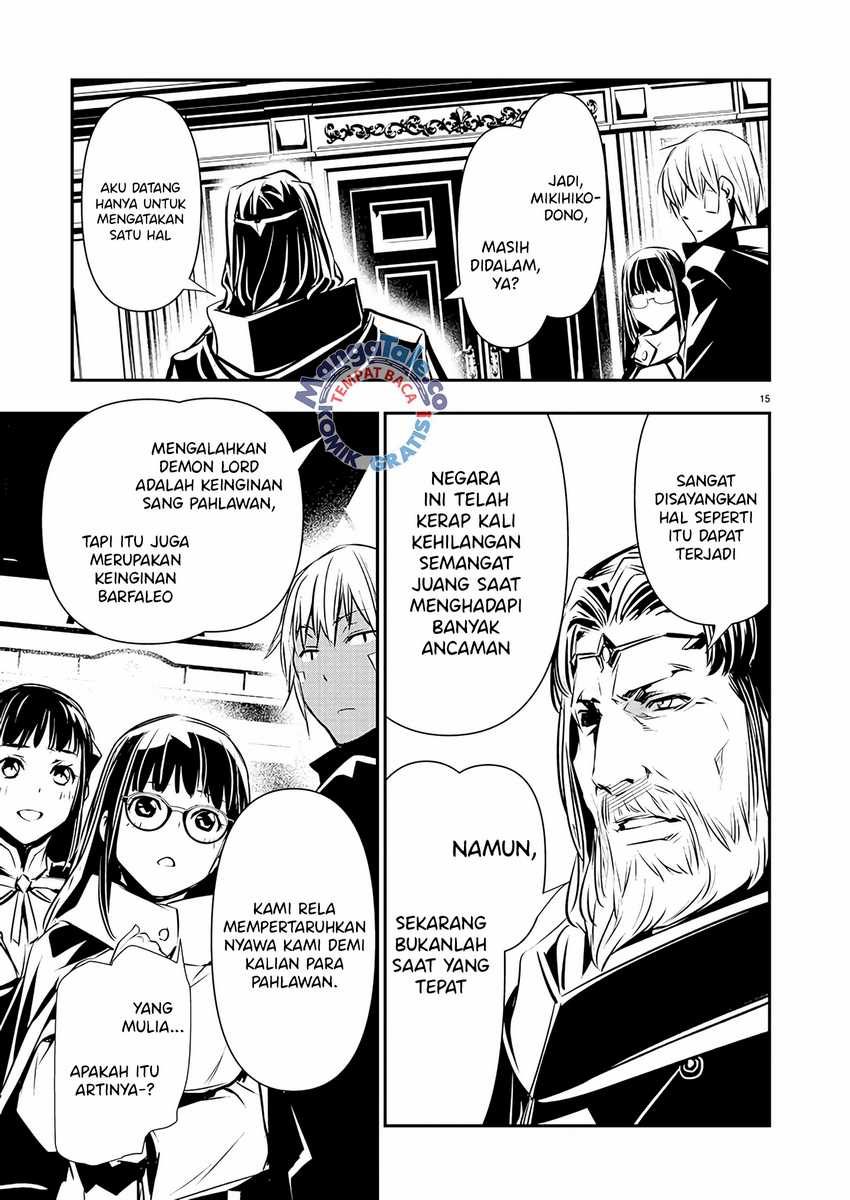 JADI,
MIKIHIKO-
DONO,
MASIH
DIDALAM,
YA?
AKU DATANG
HANYA UNTUK
MENGATAKAN
SATU HAL
MangaTale.co
TEMPAT BACA
KOMIK GRATIS
15
SANGAT
DISAYANGKAN
HAL SEPERTI
ITU DAPAT
TERJADI
NEGARA
INI TELAH
KERAP KALI
KEHILANGAN
SEMANGAT
JUANG SAAT
MENGHADAPI
BANYAK
ANCAMAN
NAMUN,
SEKARANG
BUKANLAH
SAAT YANG
TEPAT
MENGALAHKAN
DEMON LORD
ADALAH KEINGINAN
SANG PAHLAWAN,
TAPI ITU JUGA
MERUPAKAN
KEINGINAN
BARFALEO
KAMI RELA
MEMPERTARUHKAN
NYAWA KAMI DEMI
KALIAN PARA
PAHLAWAN.
YANG
MULIA...
APAKAH ITU
ARTINYA-?